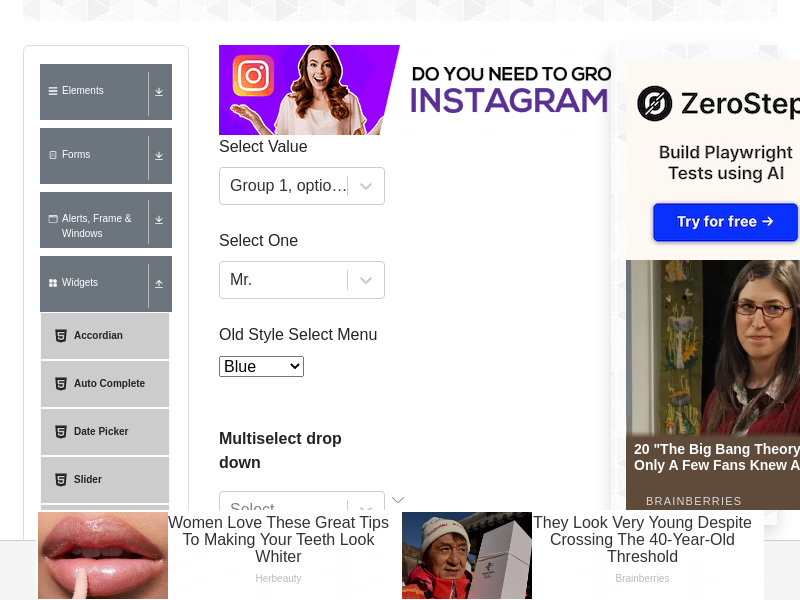 Elements
Forms
Alerts, Frame &
Windows
Widgets
Accordian
Auto Complete
Date Picker
Slider
DO YOU NEED TO GRO
INSTAGRAM
Select Value
Group 1, optio...
Select One
Mr.
Old Style Select Menu
Blue
Multiselect drop
down
Select...
ZeroStep
Build Playwright
Tests using AI
Try for free →
20 "The Big Bang Theory
Only A Few Fans Knew A
BRAINBERRIES
Women Love These Great Tips
To Making Your Teeth Look
Whiter
Herbeauty
They Look Very Young Despite
Crossing The 40-Year-Old
Threshold
Brainberries